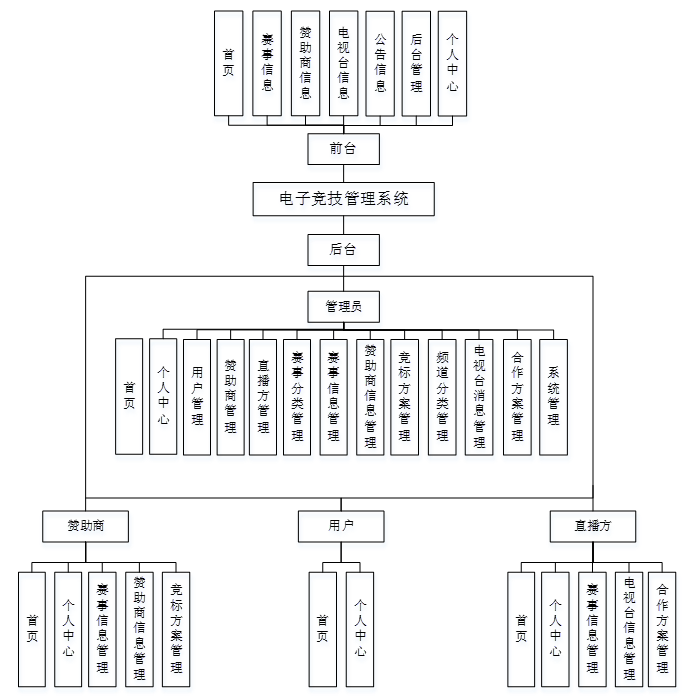 首页
赛事信息
赞助商信息
电视台信息
公告信息
后台管理
个人中心
前台
电子竞技管理系统
后台
管理员
首页
个人中心
用户管理
赞助商管理
直播方管理
赛事分类管理
赛事信息管理
赞助商信息管理
竞标方案管理
频道分类管理
电视台消息管理
合作方案管理
系统管理
赞助商
用户
直播方
首页
个人中心
赛事信息管理
赞助商信息管理
竞标方案管理
首页
个人中心
首页
个人中心
赛事信息管理
电视台信息管理
合作方案管理